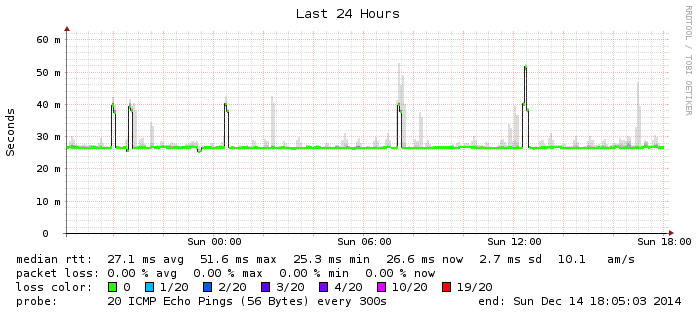 Last 24 Hours
RRDTOOL / TOBI OETIKER
Seconds
60 m
50 m
40 m
30 m
20 m
10 m
0
Sun 00:00 Sun 06:00 Sun 12:00 Sun 18:00
median rtt: 27.1 ms avg 51.6 ms max 25.3 ms min 26.6 ms now 2.7 ms sd 10.1 am/s
packet loss: 0.00 % avg 0.00 % max 0.00 % min 0.00 % now
loss color: 0 1/20 2/20 3/20 4/20 10/20 19/20
probe: 20 ICMP Echo Pings (56 Bytes) every 300s end: Sun Dec 14 18:05:03 2014